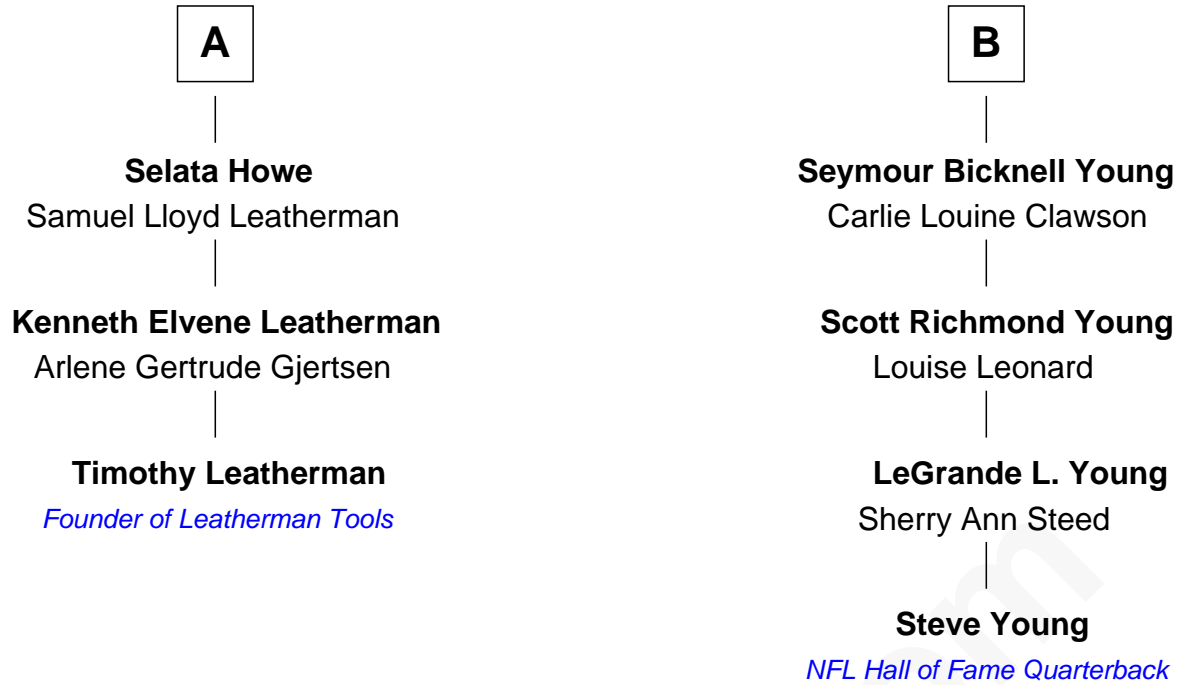 A
Selata Howe
Samuel Lloyd Leatherman
Kenneth Elvene Leatherman
Arlene Gertrude Gjertsen
Timothy Leatherman
Founder of Leatherman Tools
B
Seymour Bicknell Young
Carlie Louine Clawson
Scott Richmond Young
Louise Leonard
LeGrande L. Young
Sherry Ann Steed
Steve Young
NFL Hall of Fame Quarterback